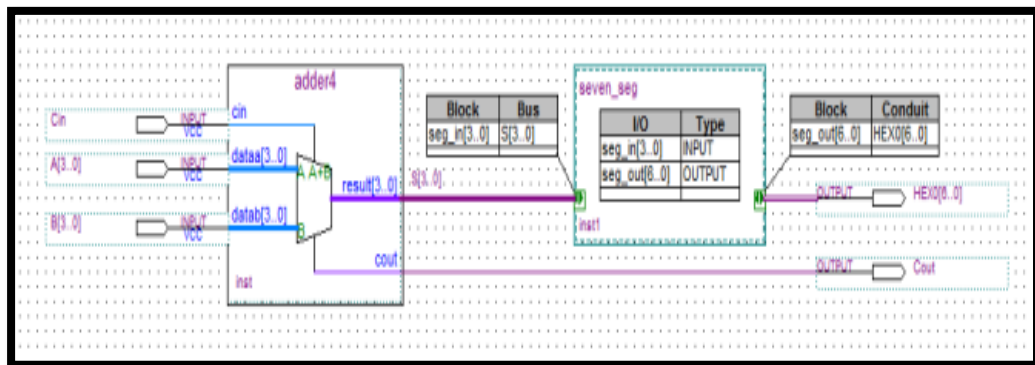 adder4
Cin
INPUT
VCC
cin
A[3..0]
INPUT
VCC
dataa[3..0]
A
A+B
B[3..0]
INPUT
VCC
datab[3..0]
B
result[3..0]
cout
inst
S[3..0]
Block Bus
seg_in[3..0] S[3..0]
seven_seg
I/O Type
seg_in[3..0] INPUT
seg_out[6..0] OUTPUT
inst1
Block Conduit
seg_out[6..0] HEX0[6..0]
OUTPUT
HEX0[6..0]
OUTPUT
Cout